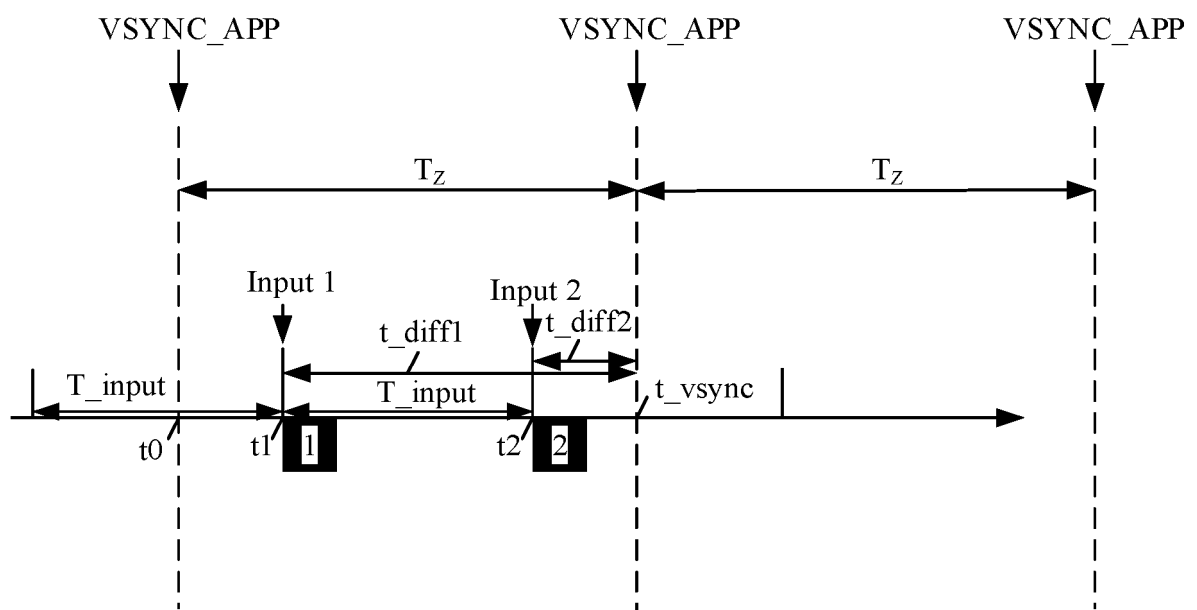 VSYNC_APP VSYNC_APP VSYNC_APP
T_Z T_Z
Input 1 Input 2
t_diff1 t_diff2
T_input T_input t_vsync
t0 t1 1 t2 2